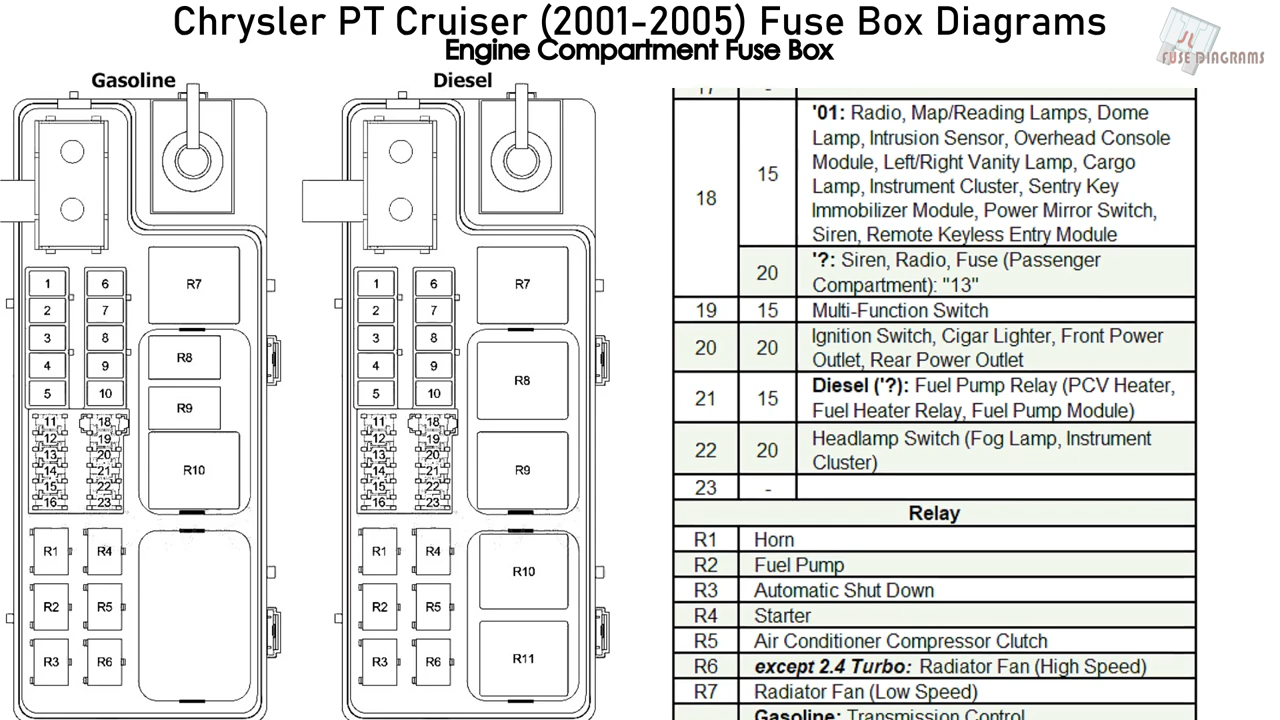 Chrysler PT Cruiser (2001-2005) Fuse Box Diagrams
Engine Compartment Fuse Box
JL
FUSE DIAGRAMS
Gasoline
R7
1 6
2 7
3 8
4 9
5 10
R8
R9
R10
11 18
12 19
13 20
14 21
15 22
16 23
R1 R4
R2 R5
R3 R6
Diesel
R7
1 6
2 7
3 8
4 9
5 10
R8
R9
11 18
12 19
13 20
14 21
15 22
16 23
R1 R4
R2 R5
R3 R6
R10
R11
17 -
18 15 '01: Radio, Map/Reading Lamps, Dome
Lamp, Intrusion Sensor, Overhead Console
Module, Left/Right Vanity Lamp, Cargo
Lamp, Instrument Cluster, Sentry Key
Immobilizer Module, Power Mirror Switch,
Siren, Remote Keyless Entry Module
20 '?: Siren, Radio, Fuse (Passenger
Compartment): "13"
19 15 Multi-Function Switch
20 20 Ignition Switch, Cigar Lighter, Front Power
Outlet, Rear Power Outlet
21 15 Diesel ('?): Fuel Pump Relay (PCV Heater,
Fuel Heater Relay, Fuel Pump Module)
22 20 Headlamp Switch (Fog Lamp, Instrument
Cluster)
23 -
Relay
R1 Horn
R2 Fuel Pump
R3 Automatic Shut Down
R4 Starter
R5 Air Conditioner Compressor Clutch
R6 except 2.4 Turbo: Radiator Fan (High Speed)
R7 Radiator Fan (Low Speed)
Gasoline: Transmission Control